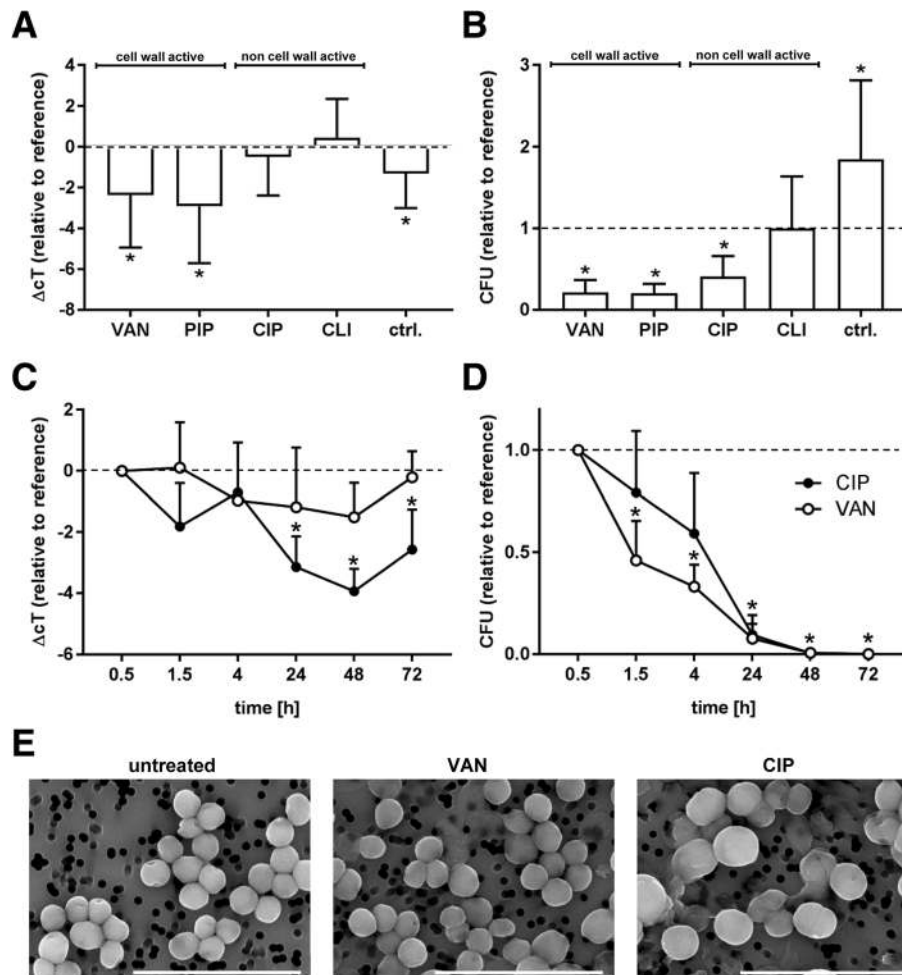 A
cell wall active
non cell wall active
ΔcT (relative to reference)
4
2
0
-2
-4
-6
-8
*
*
*
VAN
PIP
CIP
CLI
ctrl.
B
cell wall active
non cell wall active
CFU (relative to reference)
3
2
1
0
*
*
*
*
VAN
PIP
CIP
CLI
ctrl.
C
ΔcT (relative to reference)
2
0
-2
-4
-6
*
*
*
0.5
1.5
4
24
48
72
time [h]
D
CFU (relative to reference)
1.0
0.5
0.0
CIP
VAN
*
*
*
*
*
0.5
1.5
4
24
48
72
time [h]
E
untreated
VAN
CIP